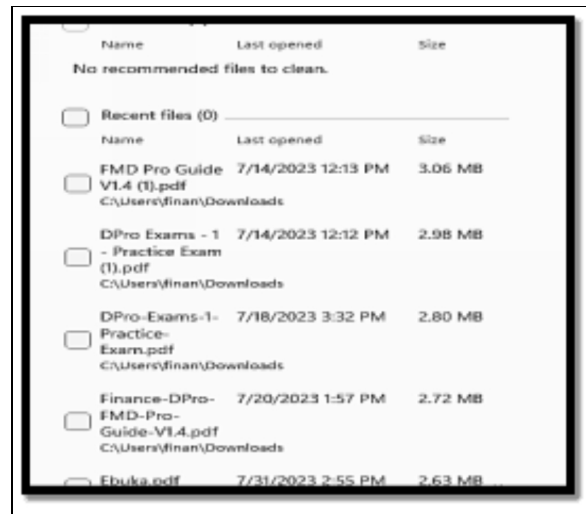 Name Last opened Size
No recommended files to clean.
Recent files (0)
Name Last opened Size
FMD Pro Guide 7/14/2023 12:13 PM 3.06 MB
V1.4 (1).pdf
C:\Users\finan\Downloads
DPro Exams - 1 7/14/2023 12:12 PM 2.98 MB
- Practice Exam
(1).pdf
C:\Users\finan\Downloads
DPro-Exams-1- 7/18/2023 3:32 PM 2.80 MB
Practice-
Exam.pdf
C:\Users\finan\Downloads
Finance-DPro- 7/20/2023 1:57 PM 2.72 MB
FMD-Pro-
Guide-V1.4.pdf
C:\Users\finan\Downloads
Ebuka.pdf 7/31/2023 2:55 PM 2.63 MB